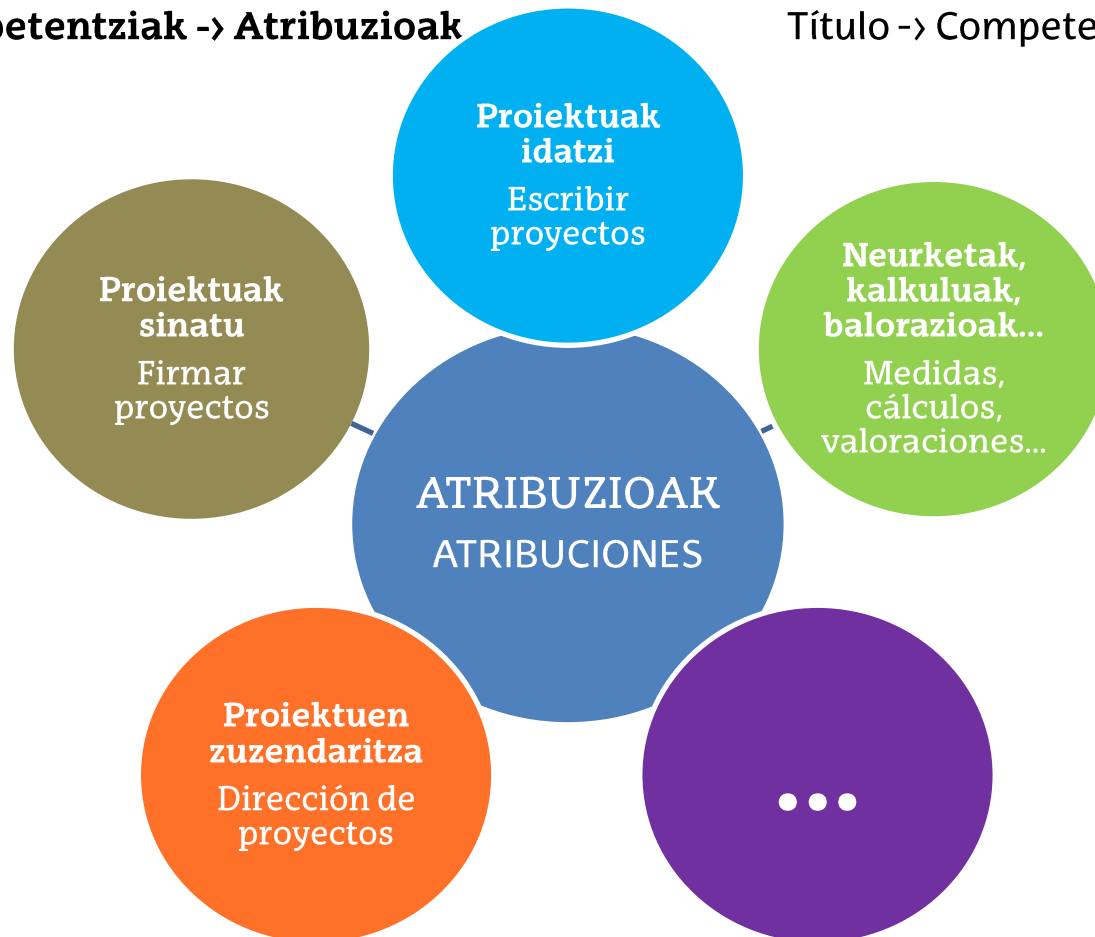 petentziak -> Atribuzioak
Título -> Compete
Proiektuak
idatzi
Escribir
proyectos
Proiektuak
sinatu
Firmar
proyectos
Neurketak,
kalkuluak,
balorazioak...
Medidas,
cálculos,
valoraciones...
ATRIBUZIOAK
ATRIBUCIONES
Proiektuen
zuzendaritza
Dirección de
proyectos
...